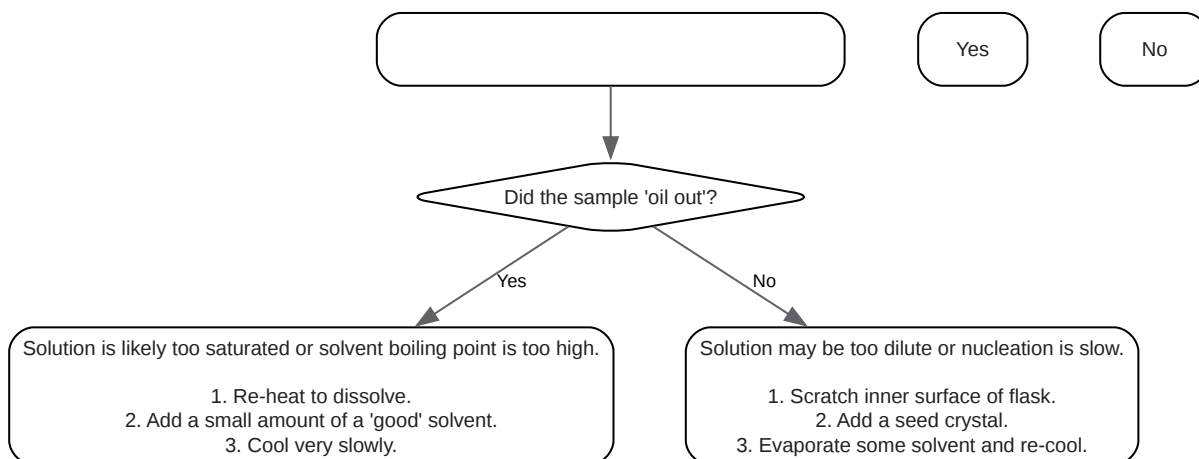 Yes
No
Did the sample 'oil out'?
Yes
No
Solution is likely too saturated or solvent boiling point is too high.
1. Re-heat to dissolve.
2. Add a small amount of a 'good' solvent.
3. Cool very slowly.
Solution may be too dilute or nucleation is slow.
1. Scratch inner surface of flask.
2. Add a seed crystal.
3. Evaporate some solvent and re-cool.